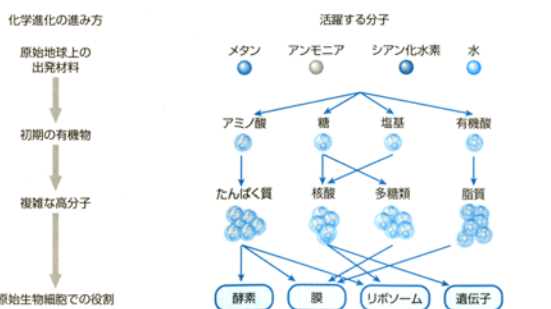 化学進化の進み方
活躍する分子
原始地球上の
出発材料
メタン
アンモニア
シアン化水素
水
初期の有機物
アミノ酸
糖
塩基
有機酸
複雑な高分子
たんぱく質
核酸
多糖類
脂質
原始生物細胞での役割
酵素
膜
リボソーム
遺伝子